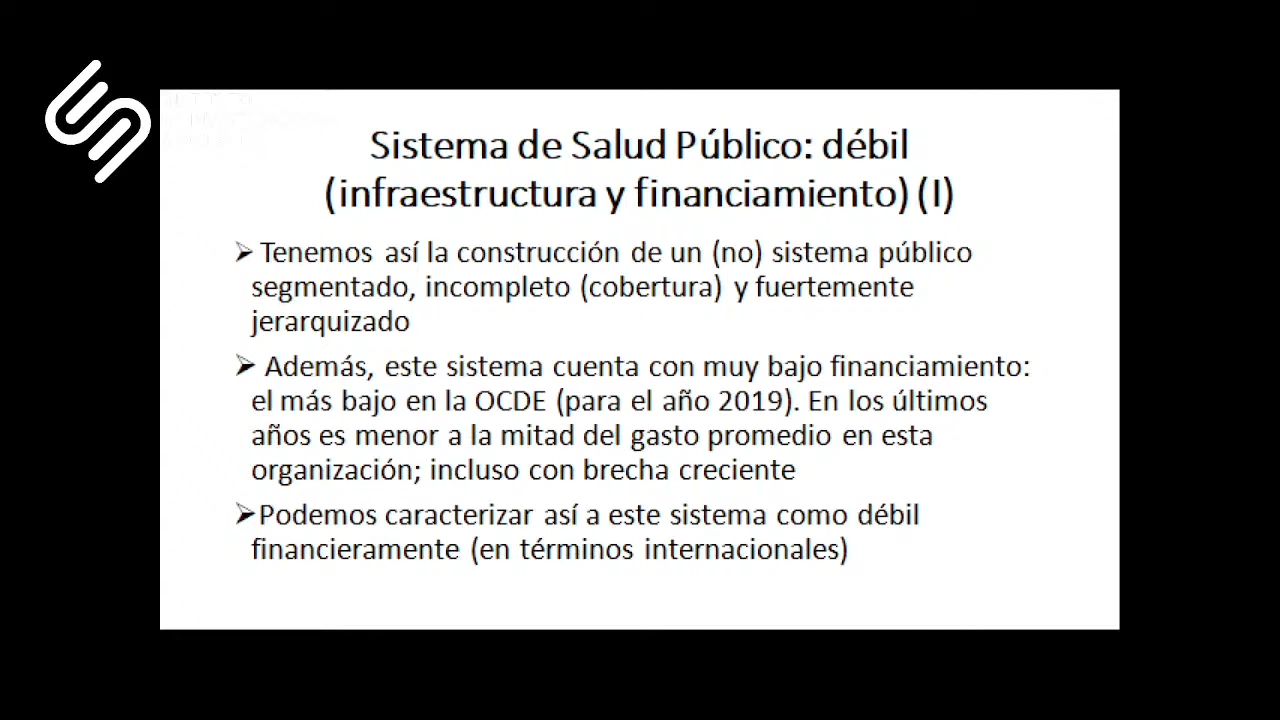 Sistema de Salud Público: débil
(infraestructura y financiamiento) (I)
Tenemos así la construcción de un (no) sistema público
segmentado, incompleto (cobertura) y fuertemente
jerarquizado
Además, este sistema cuenta con muy bajo financiamiento:
el más bajo en la OCDE (para el año 2019). En los últimos
años es menor a la mitad del gasto promedio en esta
organización; incluso con brecha creciente
Podemos caracterizar así a este sistema como débil
financieramente (en términos internacionales)